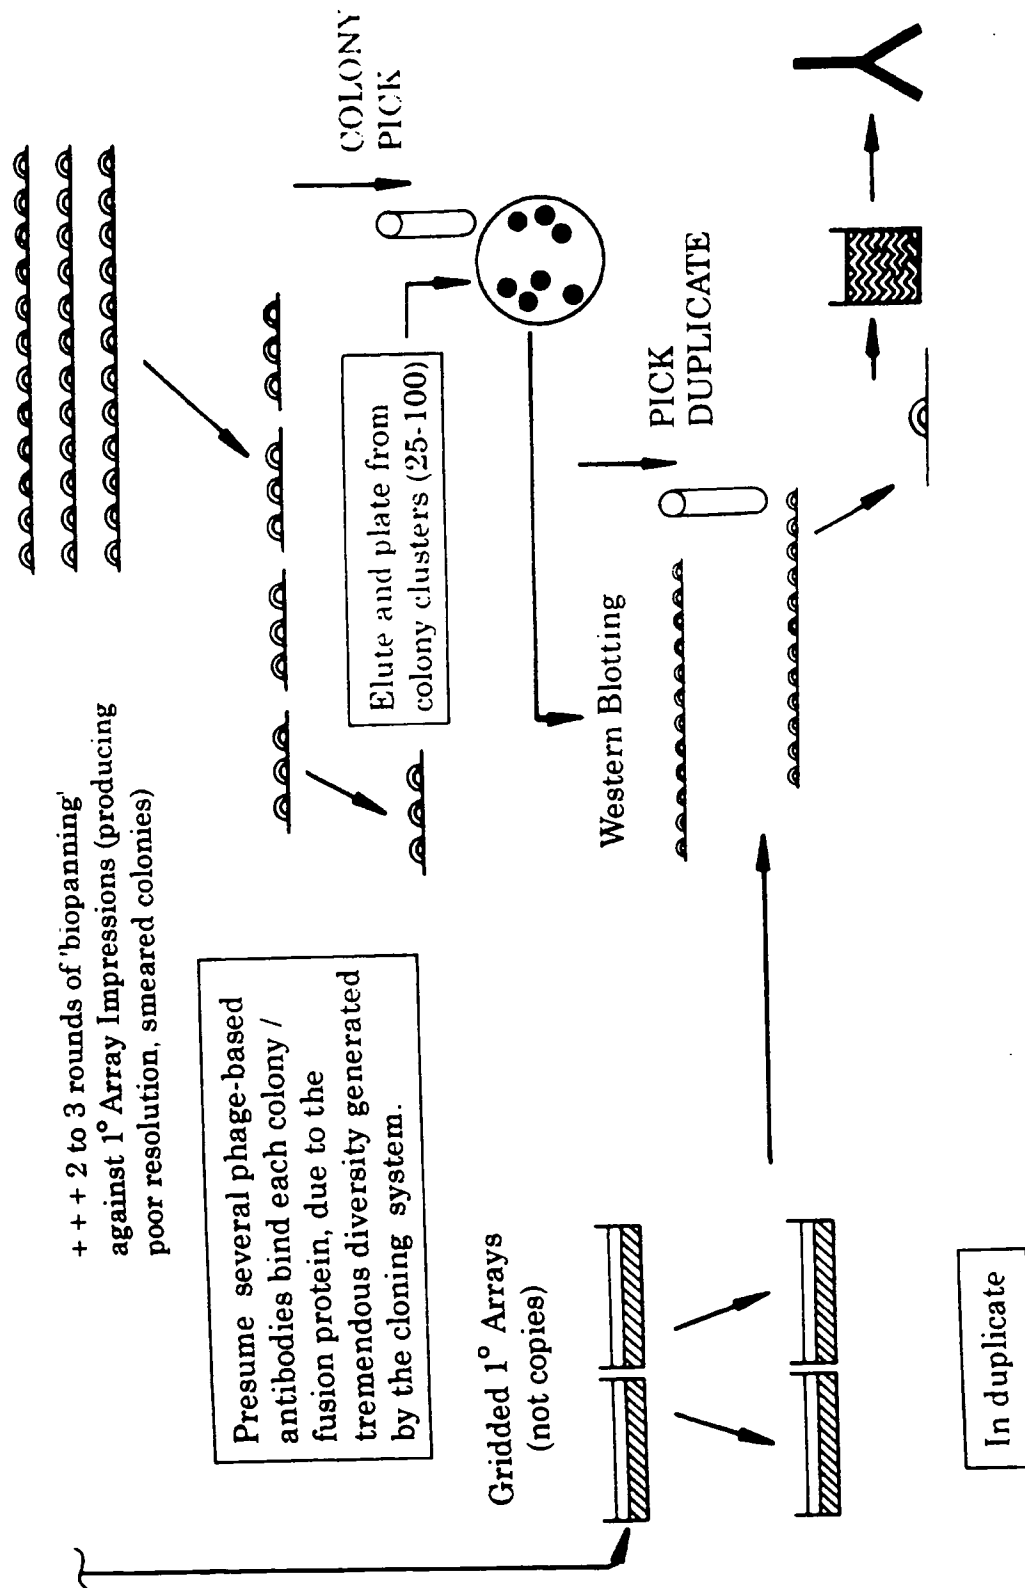 + + + 2 to 3 rounds of 'biopanning'
against 1° Array Impressions (producing
poor resolution, smeared colonies)
Presume several phage-based
antibodies bind each colony /
fusion protein, due to the
tremendous diversity generated
by the cloning system.
Elute and plate from
colony clusters (25-100)
COLONY
PICK
Gridded 1° Arrays
(not copies)
Western Blotting
PICK
DUPLICATE
In duplicate